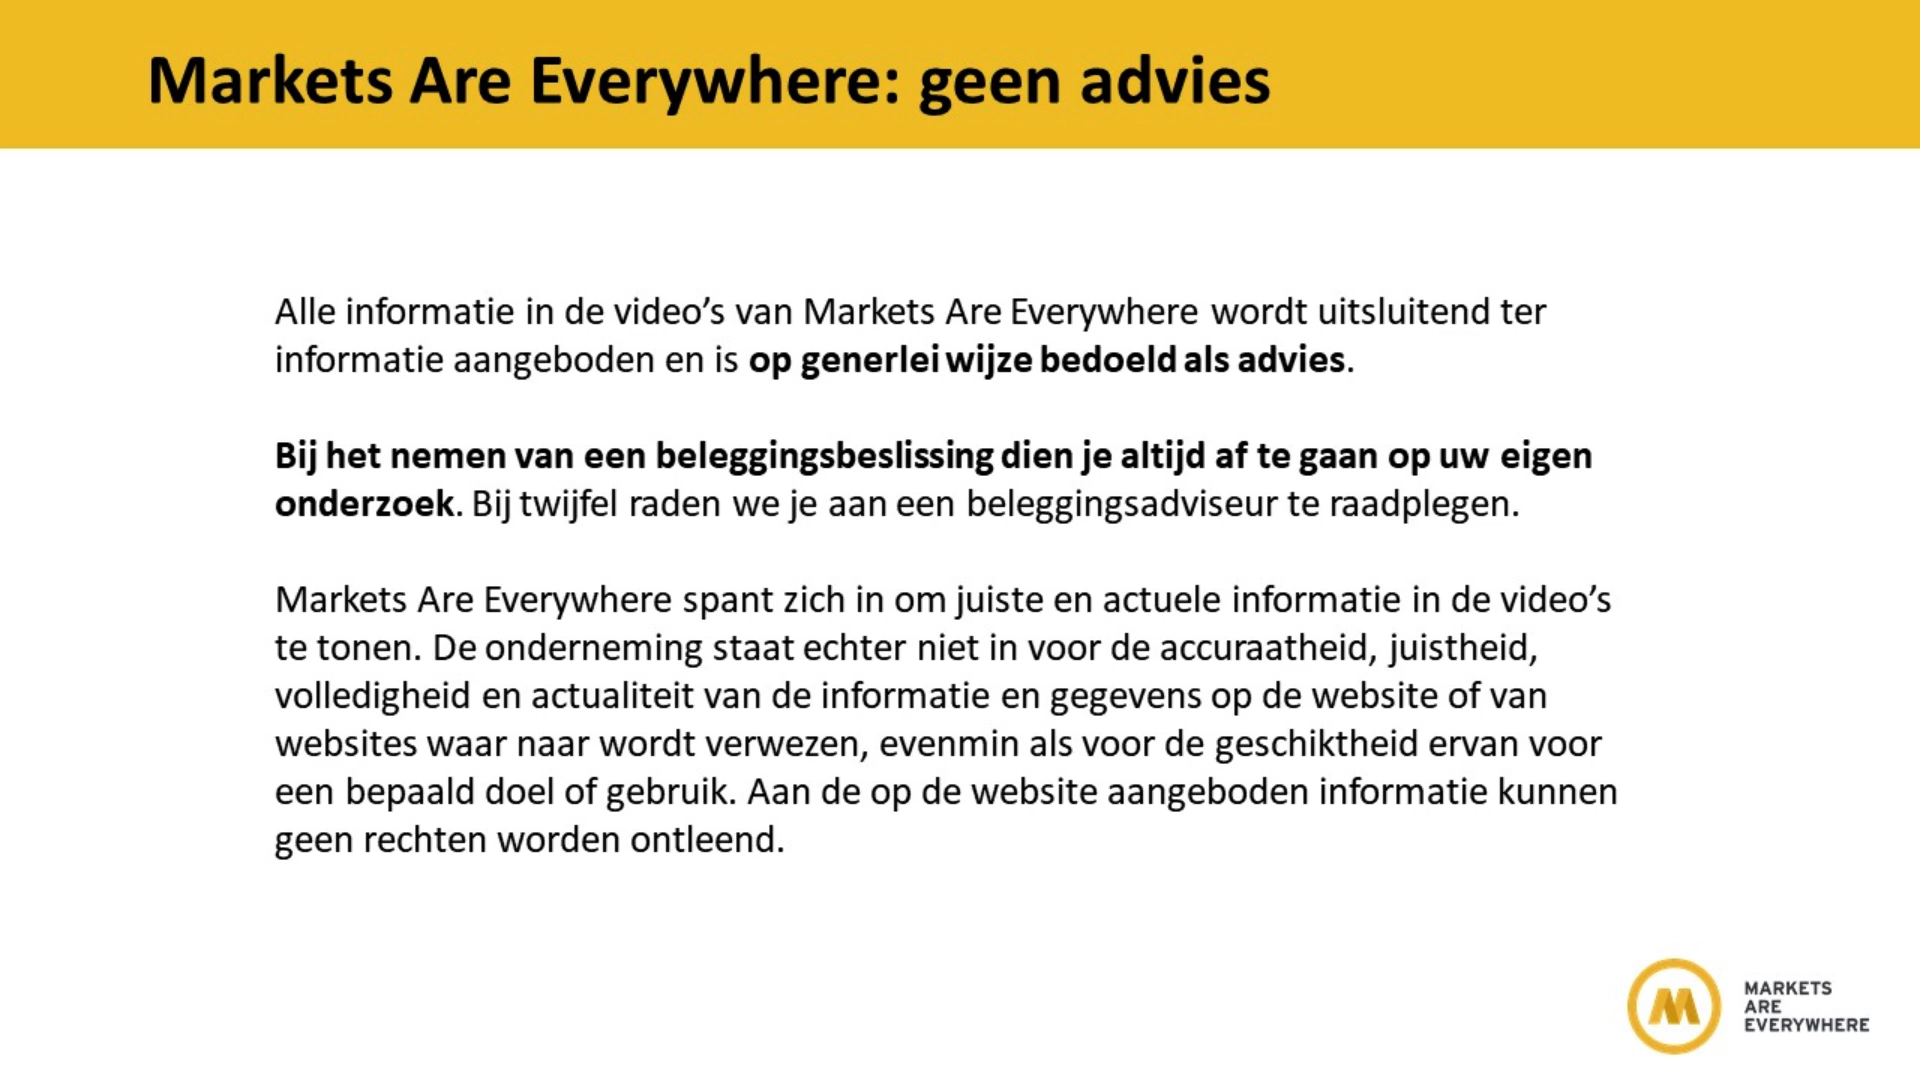 Markets Are Everywhere: geen advies
Alle informatie in de video’s van Markets Are Everywhere wordt uitsluitend ter
informatie aangeboden en is op generlei wijze bedoeld als advies.
Bij het nemen van een beleggingsbeslissing dien je altijd af te gaan op uw eigen
onderzoek. Bij twijfel raden we je aan een beleggingsadviseur te raadplegen.
Markets Are Everywhere spant zich in om juiste en actuele informatie in de video’s
te tonen. De onderneming staat echter niet in voor de accuraatheid, juistheid,
volledigheid en actualiteit van de informatie en gegevens op de website of van
websites waar naar wordt verwezen, evenmin als voor de geschiktheid ervan voor
een bepaald doel of gebruik. Aan de op de website aangeboden informatie kunnen
geen rechten worden ontleend.
MARKETS
ARE
EVERYWHERE